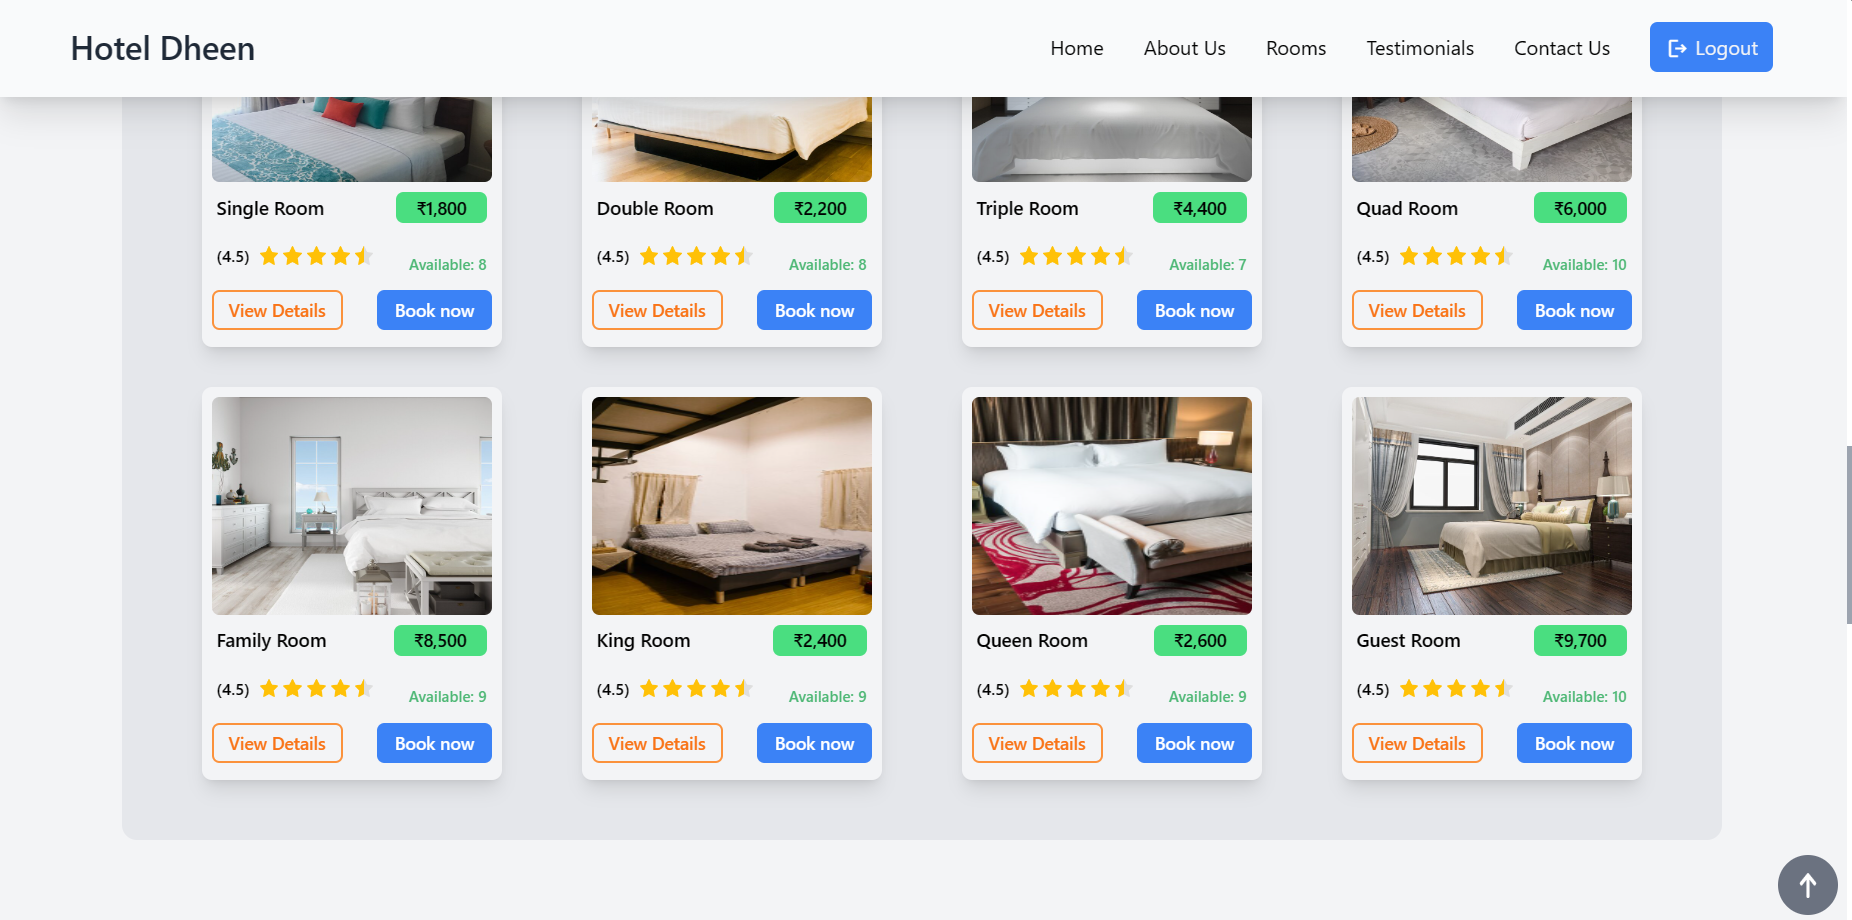 Hotel Dheen
Home About Us Rooms Testimonials Contact Us Logout
Single Room ₹1,800
(4.5) Available: 8
View Details Book now
Double Room ₹2,200
(4.5) Available: 8
View Details Book now
Triple Room ₹4,400
(4.5) Available: 7
View Details Book now
Quad Room ₹6,000
(4.5) Available: 10
View Details Book now
Family Room ₹8,500
(4.5) Available: 9
View Details Book now
King Room ₹2,400
(4.5) Available: 9
View Details Book now
Queen Room ₹2,600
(4.5) Available: 9
View Details Book now
Guest Room ₹9,700
(4.5) Available: 10
View Details Book now